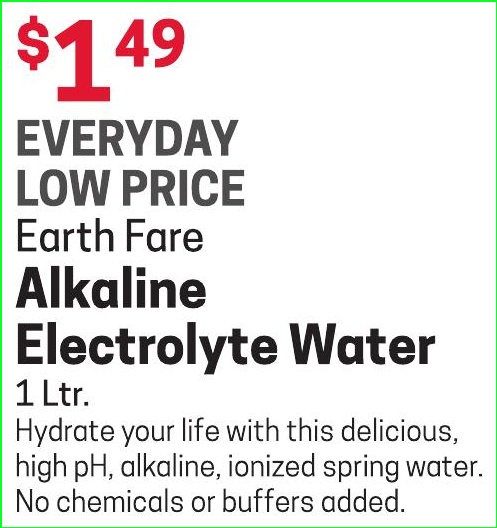 $1 49
EVERYDAY
LOW PRICE
Earth Fare
Alkaline
Electrolyte Water
1 Ltr.
Hydrate your life with this delicious,
high pH, alkaline, ionized spring water.
No chemicals or buffers added.